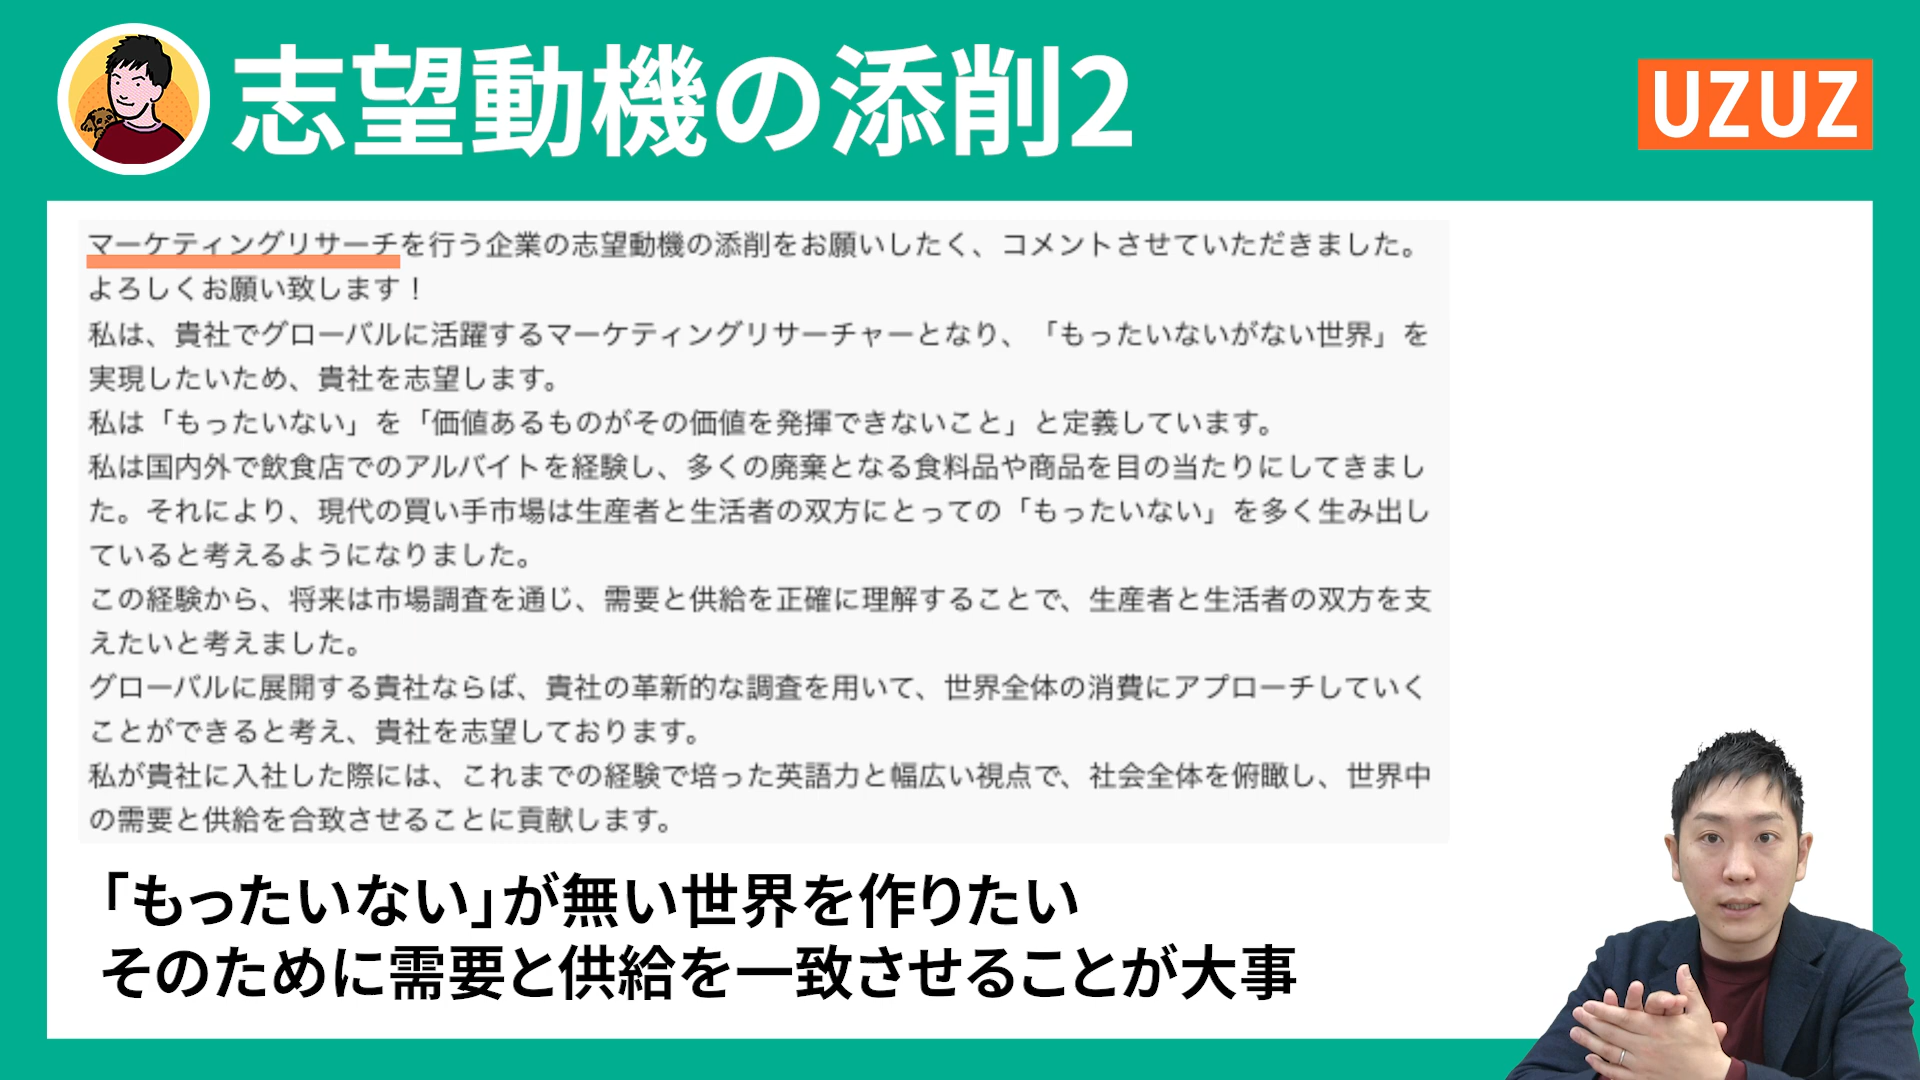 志望動機の添削2
UZUZ
マーケティングリサーチを行う企業の志望動機の添削をお願いしたく、コメントさせていただきました。
よろしくお願い致します！
私は、貴社でグローバルに活躍するマーケティングリサーチャーとなり、「もったいないがない世界」を
実現したいため、貴社を志望します。
私は「もったいない」を「価値あるものがその価値を発揮できないこと」と定義しています。
私は国内外で飲食店でのアルバイトを経験し、多くの廃棄となる食料品や商品を目の当たりにしてきまし
た。それにより、現代の買い手市場は生産者と生活者の双方にとっての「もったいない」を多く生み出し
ていると考えるようになりました。
この経験から、将来は市場調査を通じ、需要と供給を正確に理解することで、生産者と生活者の双方を支
えたいと考えました。
グローバルに展開する貴社ならば、貴社の革新的な調査を用いて、世界全体の消費にアプローチしていく
ことができると考え、貴社を志望しております。
私が貴社に入社した際には、これまでの経験で培った英語力と幅広い視点で、社会全体を俯瞰し、世界中
の需要と供給を合致させることに貢献します。
「もったいない」が無い世界を作りたい
そのために需要と供給を一致させることが大事